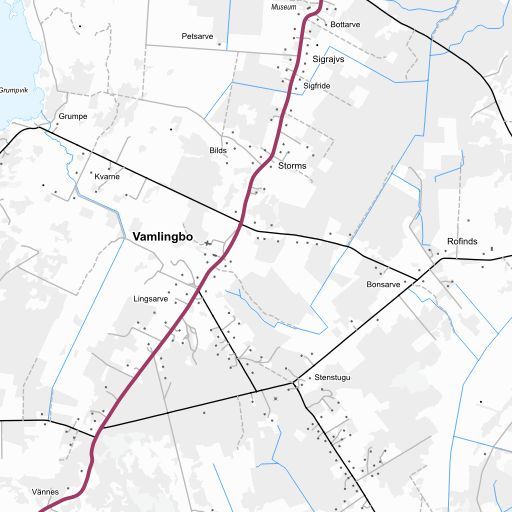 Museum
Bottarve
Petsarve
Sigrajvs
Sigfride
Grumpvik
Grumpe
Bilds
Storms
Kvarne
Vamlingbo
Rofinds
Bonsarve
Lingsarve
Stenstugu
Vännes